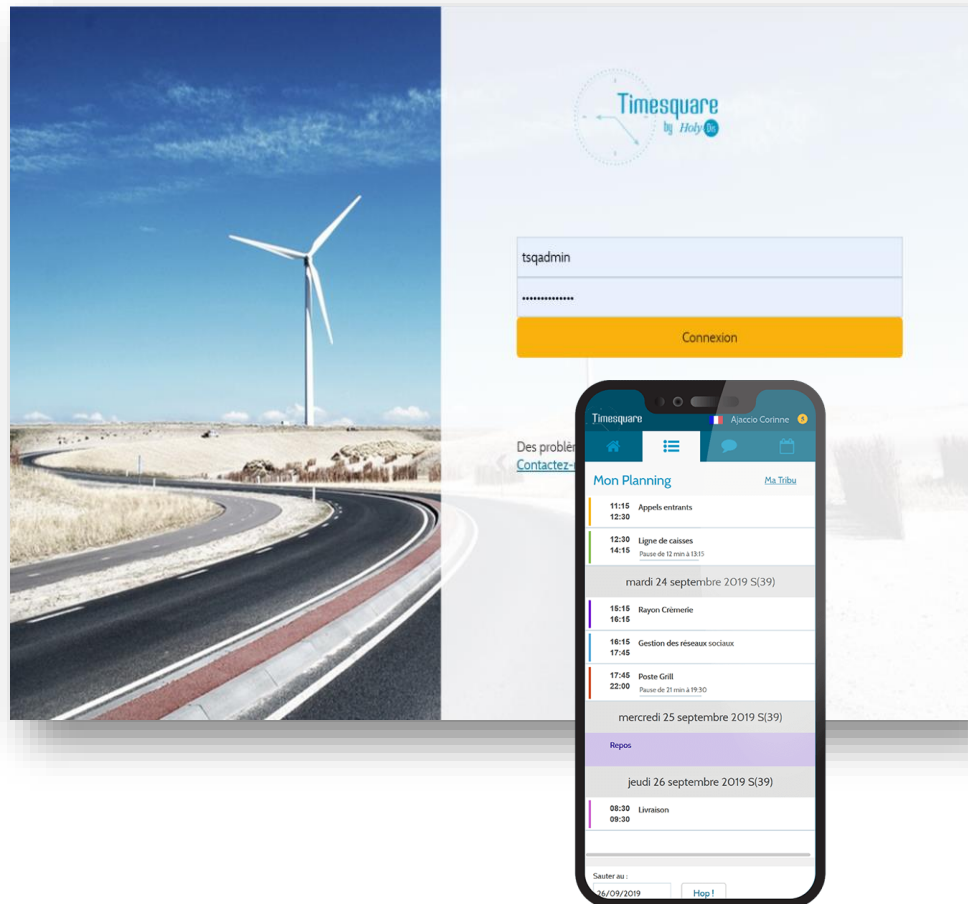 Timesquare
by Holy Dis
tsqadmin
••••••••••••••
Connexion
Des problè
Contactez-
Timesquare
Ajaccio Corinne
Mon Planning
Ma Tribu
11:15 Appels entrants
12:30
12:30 Ligne de caisses
14:15 Pause de 12 min à 13:15
mardi 24 septembre 2019 S(39)
15:15 Rayon Crèmerie
16:15
16:15 Gestion des réseaux sociaux
17:45
17:45 Poste Grill
22:00 Pause de 21 min à 19:30
mercredi 25 septembre 2019 S(39)
Repos
jeudi 26 septembre 2019 S(39)
08:30 Livraison
09:30
Sauter au :
26/09/2019 Hop !